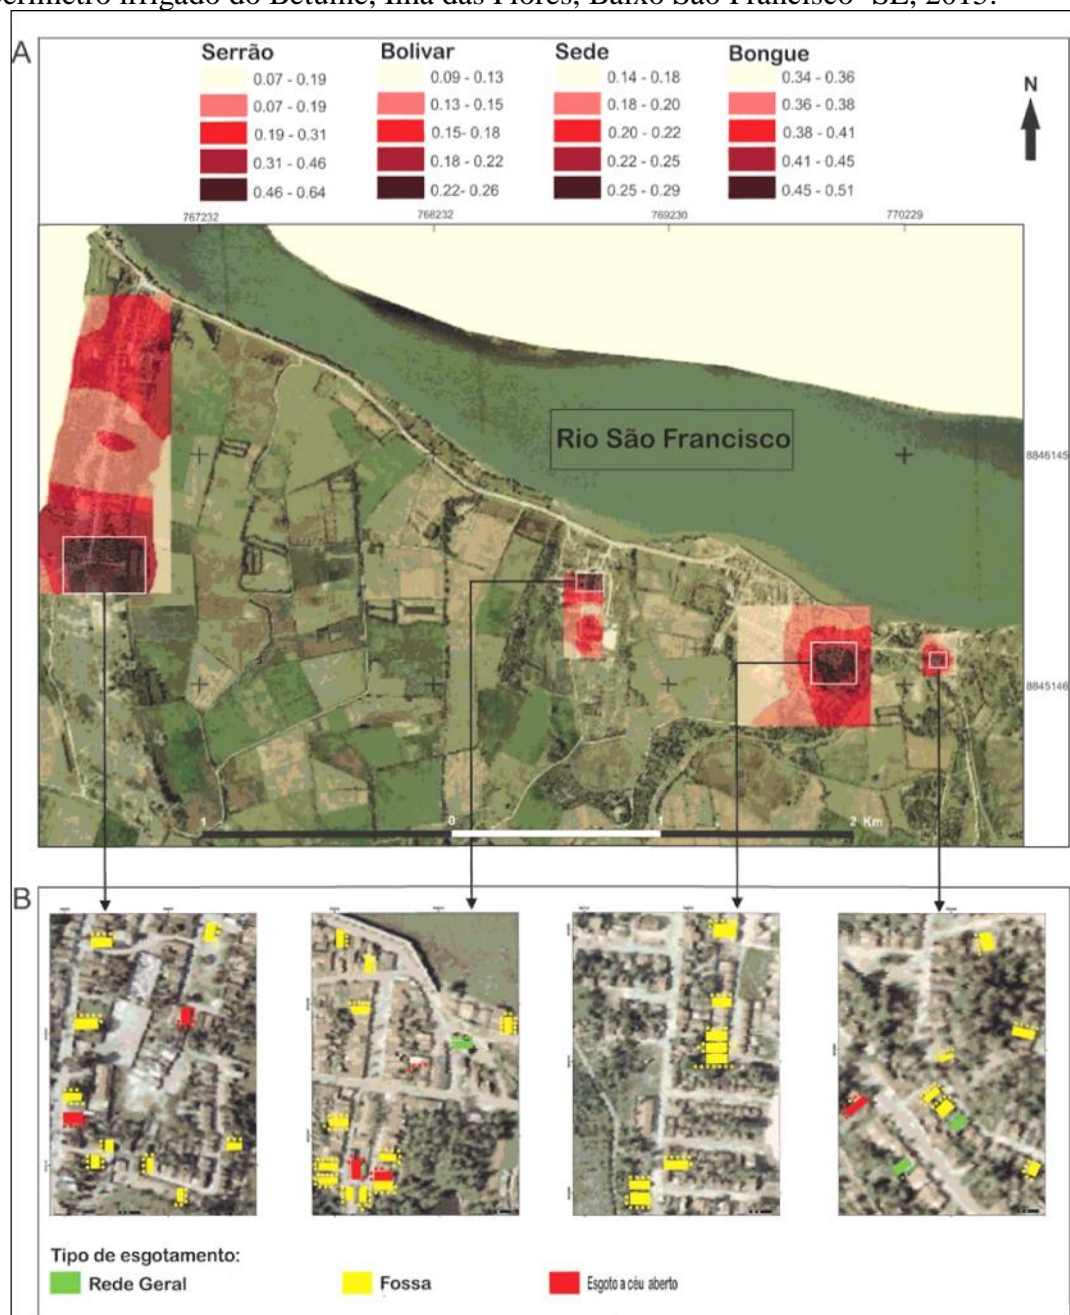 perímetro irrigado do Betume, Ilha das Flores, Baixo São Francisco- SE, 2015.
A
Serrão Bolivar Sede Bongue
0.07 - 0.19 0.09 - 0.13 0.14 - 0.18 0.34 - 0.36
0.07 - 0.19 0.13 - 0.15 0.18 - 0.20 0.36 - 0.38
0.19 - 0.31 0.15 - 0.18 0.20 - 0.22 0.38 - 0.41
0.31 - 0.46 0.18 - 0.22 0.22 - 0.25 0.41 - 0.45
0.46 - 0.64 0.22 - 0.26 0.25 - 0.29 0.45 - 0.51
N
767232 768232 769230 770229
Rio São Francisco
8846145
8845146
1 0 1 2 Km
B
Tipo de esgotamento:
Rede Geral Fossa Esgoto a céu aberto